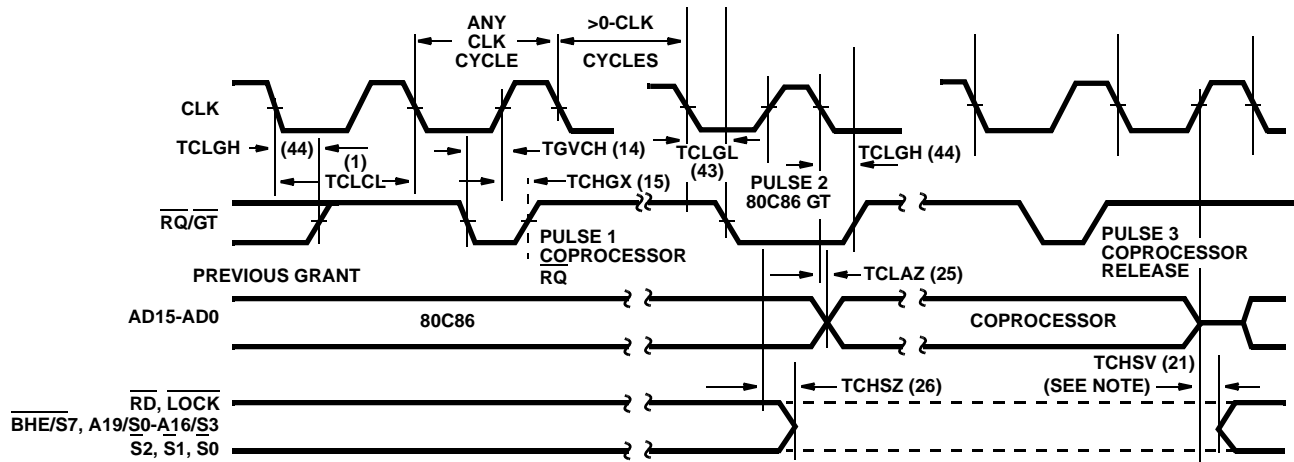 ANY
CLK
CYCLE
>0-CLK
CYCLES
CLK
TCLGH
(44)
(1)
TCLCL
TGVCH (14)
TCHGX (15)
TCLGL
(43)
TCLGH (44)
PULSE 2
80C86 GT
RQ/GT
PULSE 1
COPROCESSOR
RQ
PULSE 3
COPROCESSOR
RELEASE
PREVIOUS GRANT
TCLAZ (25)
AD15-AD0
80C86
COPROCESSOR
TCHSV (21)
(SEE NOTE)
TCHSZ (26)
RD, LOCK
BHE/S7, A19/S0-A16/S3
S2, S1, S0